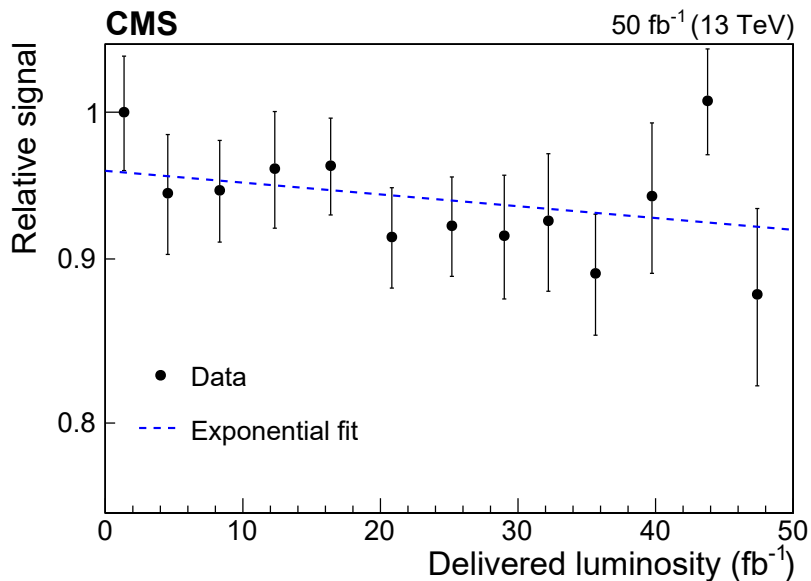 CMS
50 fb⁻¹ (13 TeV)
Relative signal
1
0.9
0.8
Data
Exponential fit
0 10 20 30 40 50
Delivered luminosity (fb⁻¹)